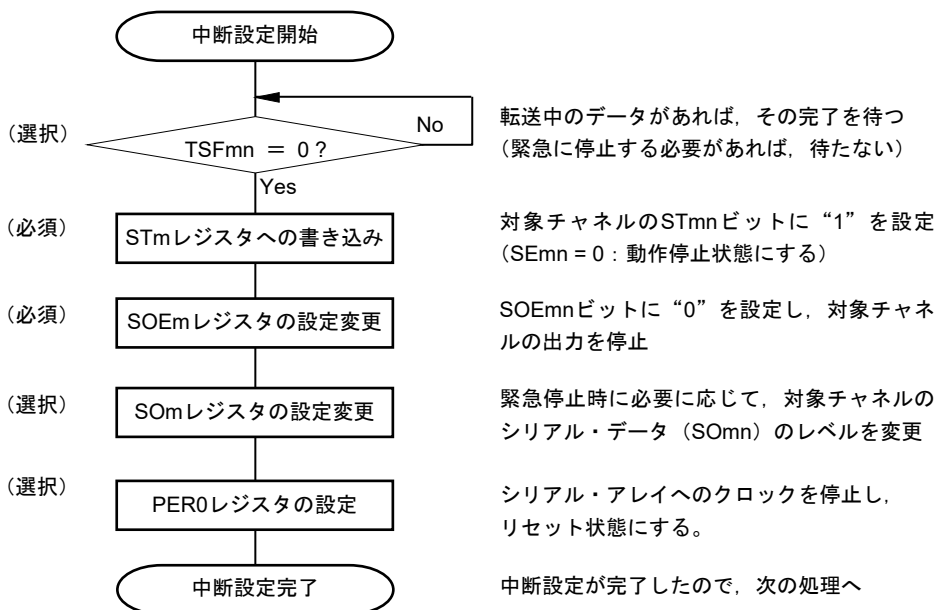 中断設定開始
（選択）
TSFmn ＝ 0？
No
Yes
転送中のデータがあれば，その完了を待つ
（緊急に停止する必要があれば，待たない）
（必須）
STmレジスタへの書き込み
対象チャネルのSTmnビットに“1”を設定
（SEmn = 0：動作停止状態にする）
（必須）
SOEmレジスタの設定変更
SOEmnビットに“0”を設定し，対象チャネ
ルの出力を停止
（選択）
SOmレジスタの設定変更
緊急停止時に必要に応じて，対象チャネルの
シリアル・データ（SOmn）のレベルを変更
（選択）
PER0レジスタの設定
シリアル・アレイへのクロックを停止し，
リセット状態にする。
中断設定完了
中断設定が完了したので，次の処理へ